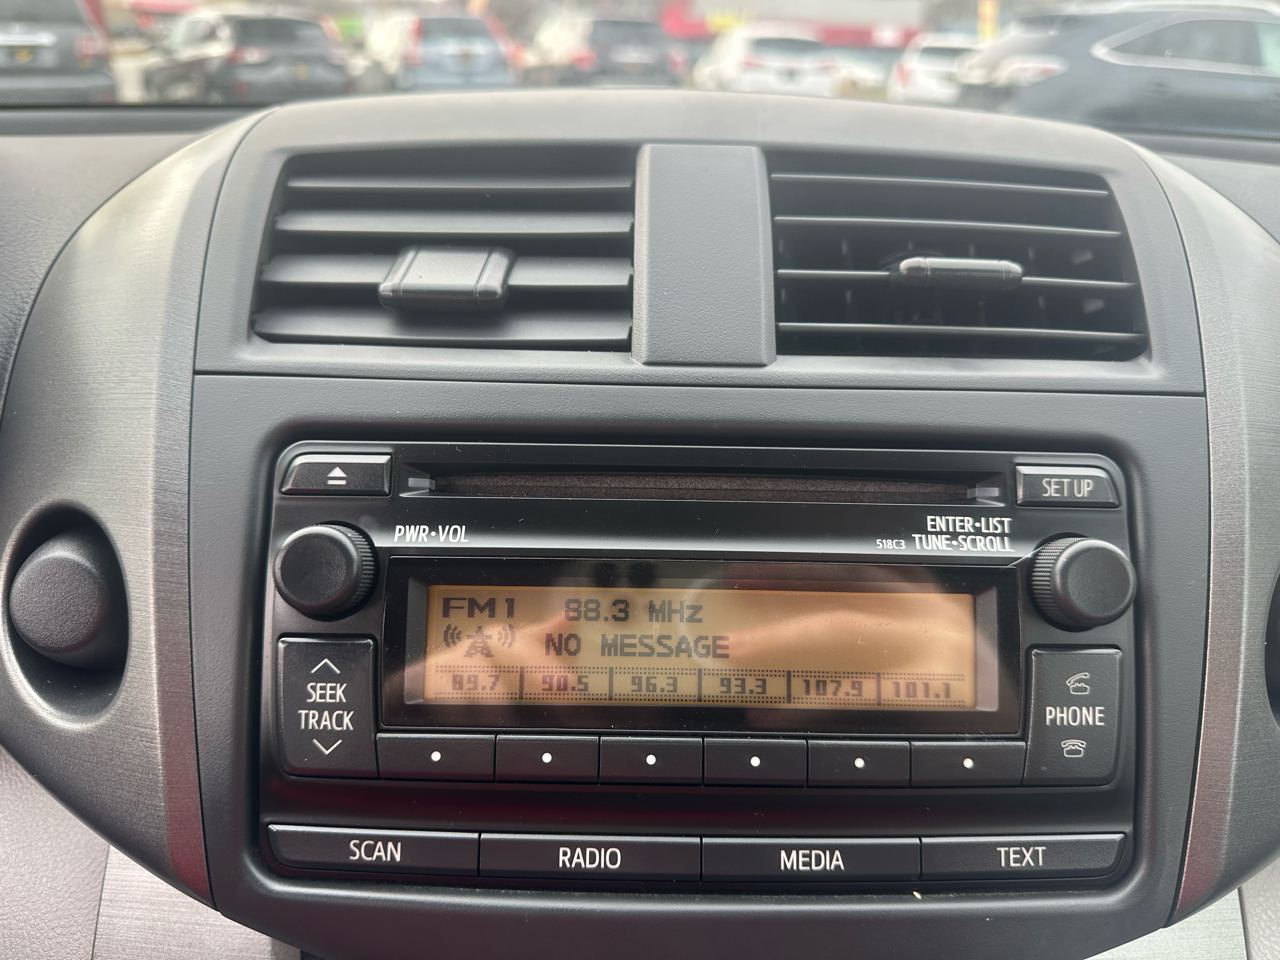 SET UP
PWR•VOL
ENTER•LIST
518C3 TUNE•SCROLL
FM1 88.3 MHz
NO MESSAGE
89.7 90.5 96.3 93.3 107.9 101.1
SEEK
TRACK
PHONE
SCAN RADIO MEDIA TEXT